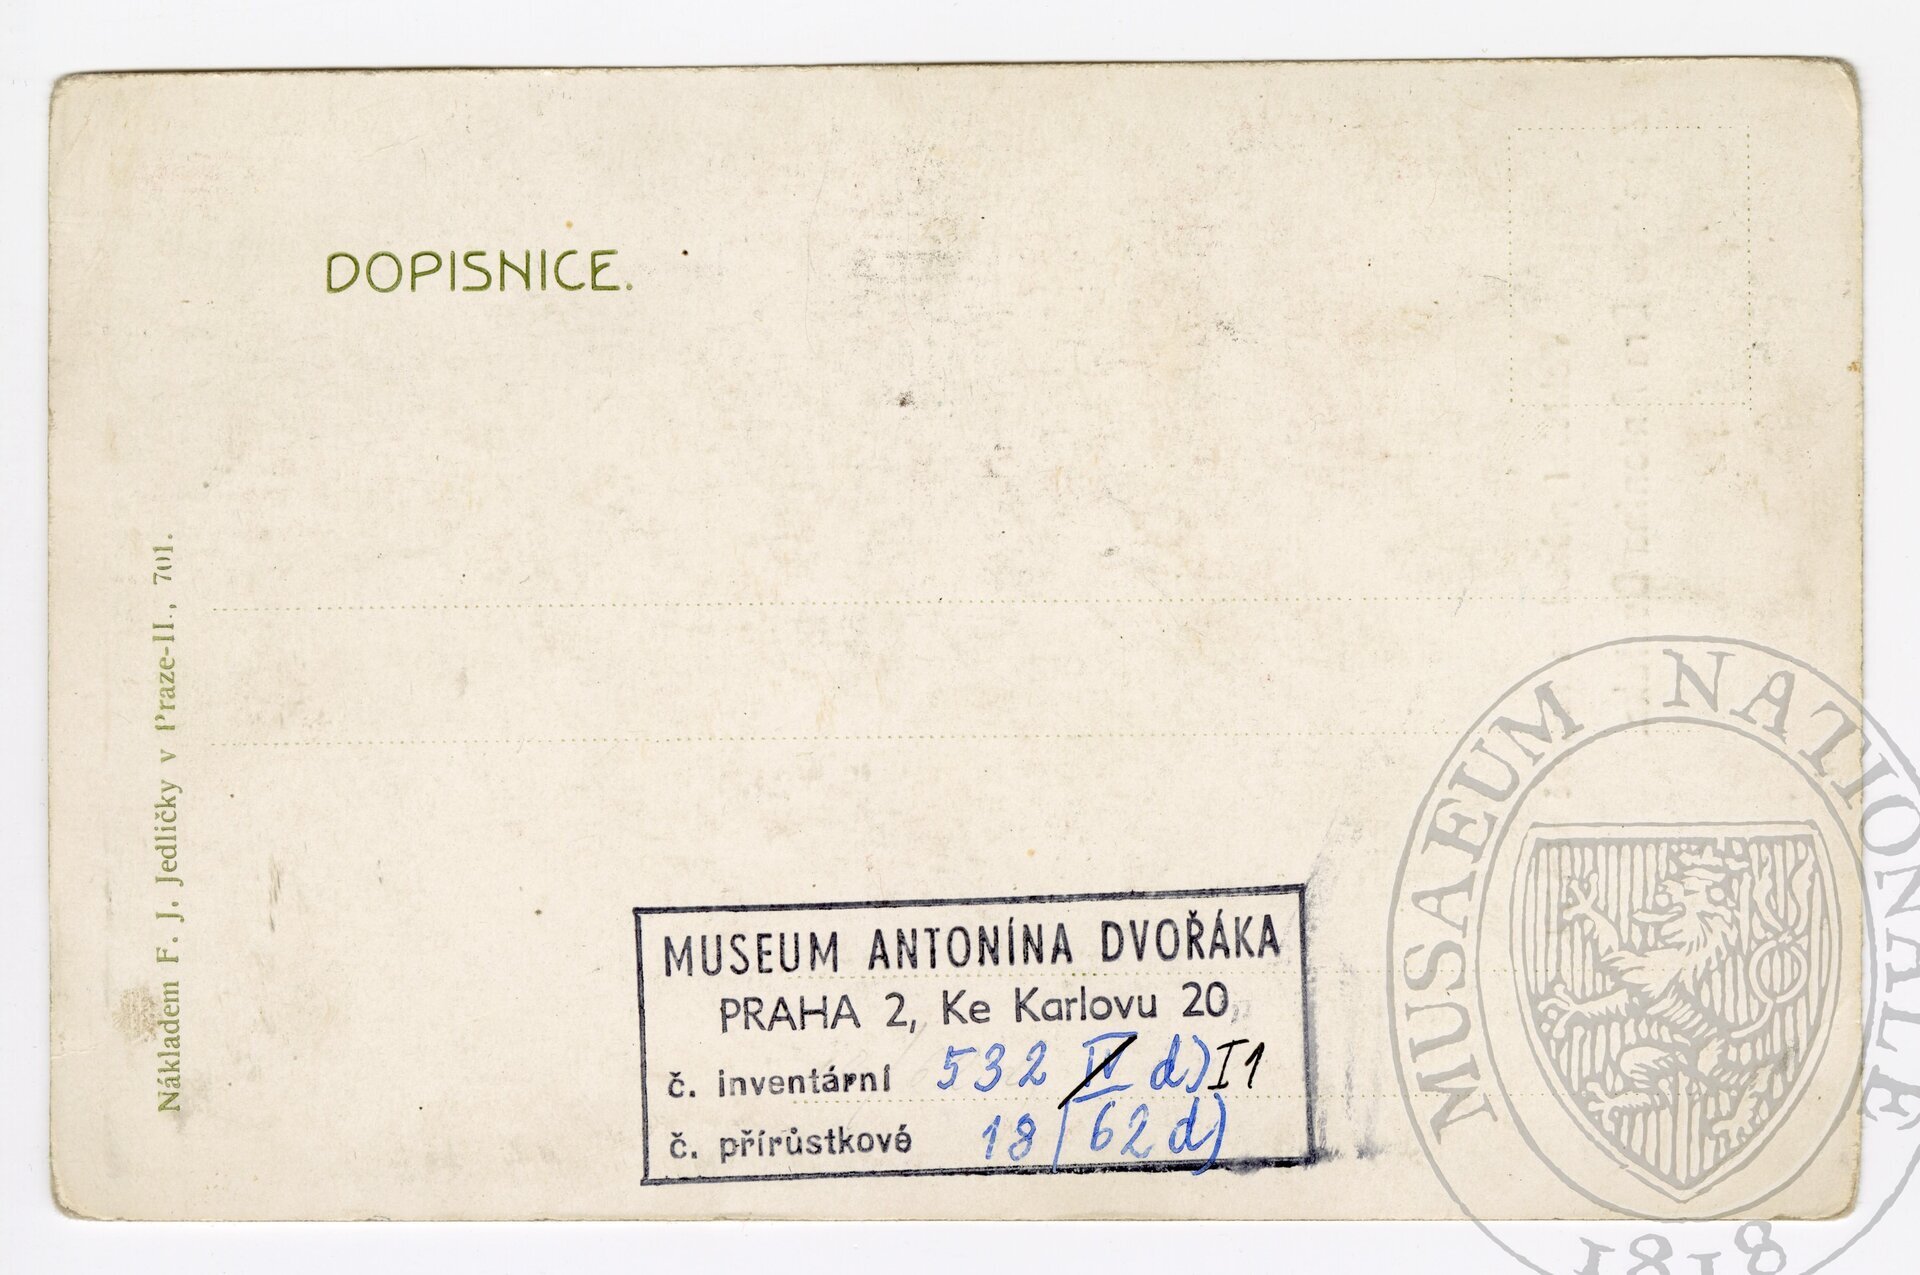 DOPISNICE.
Nákladem F. J. Jedličky v Praze-II., 701.
MUSEUM ANTONÍNA DVOŘÁKA
PRAHA 2, Ke Karlovu 20
č. inventární 532 IV d) I1
č. přírůstkové 18/62 d)
MUSAEUM NATIONALE
1818